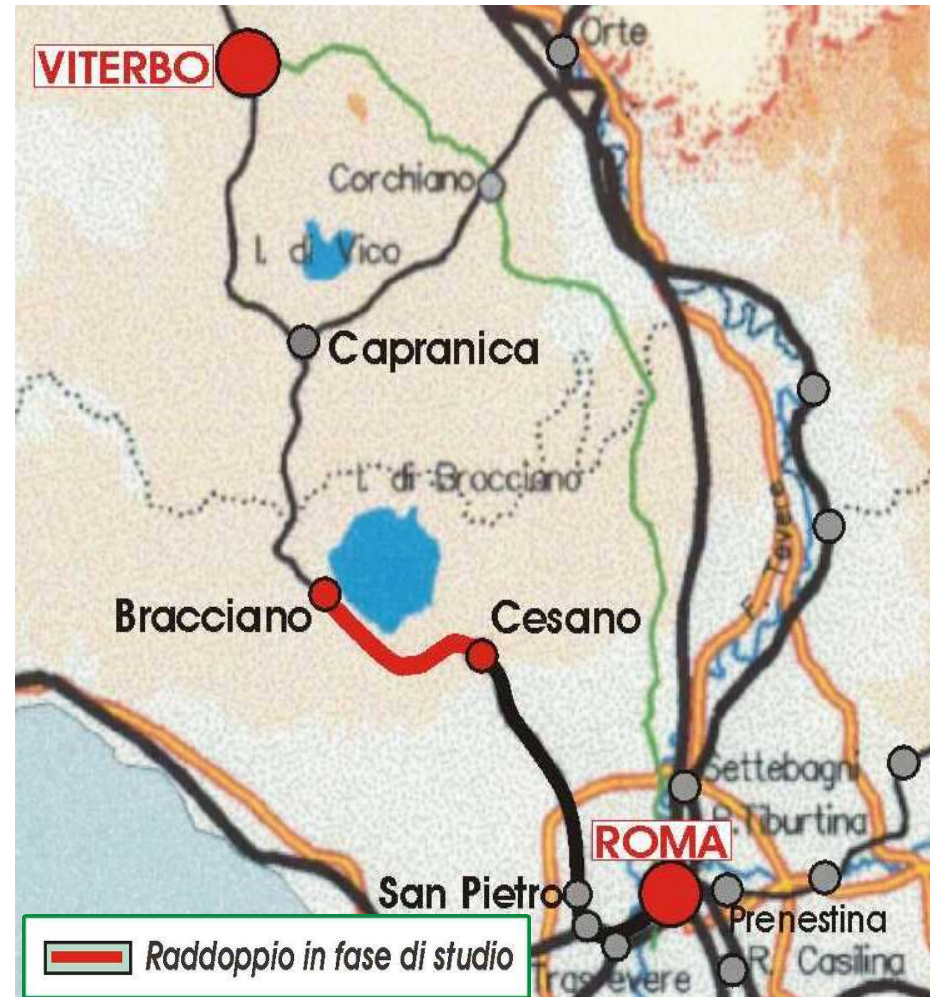 Orte
VITERBO
Corchiano
l. di Vico
Capranica
l. di Brocciano
F. Tevere
Bracciano
Cesano
Settebagni
R.Tiburtina
ROMA
San Pietro
Prenestina
Raddoppio in fase di studio
Trastevere
R. Casilina